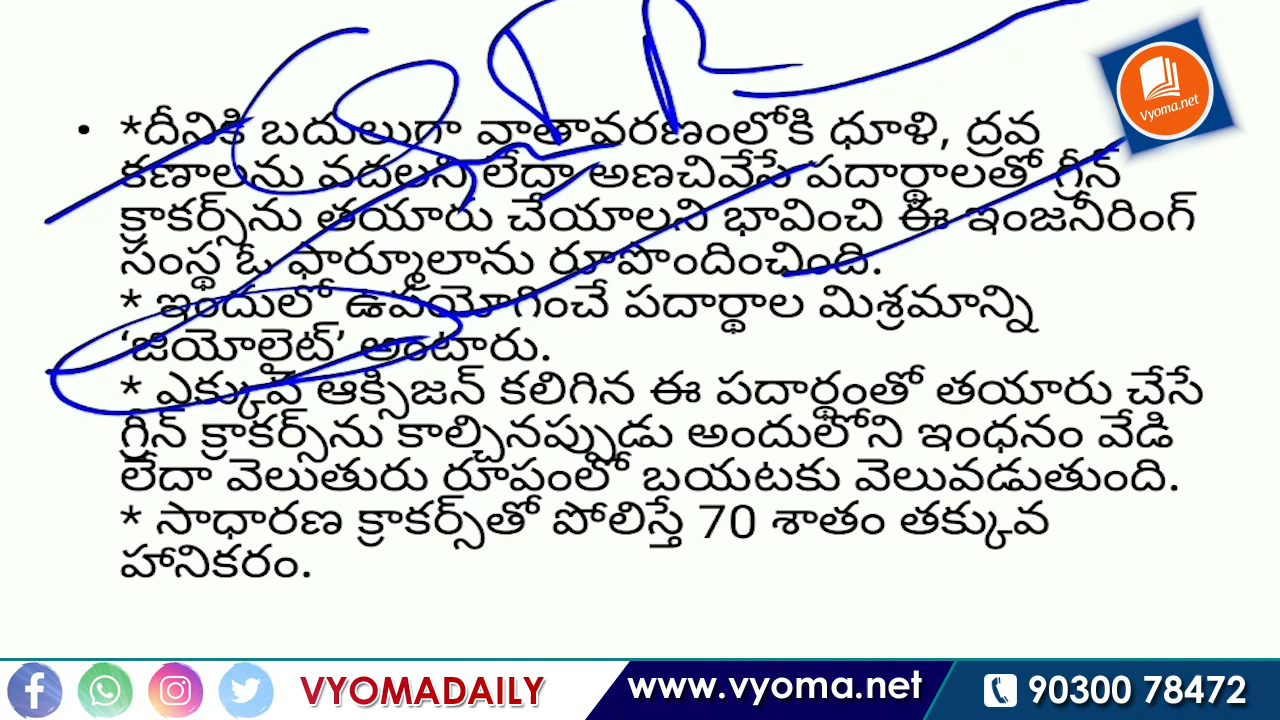 Vyoma.net
• *దీనికి బదులుగా వాతావరణంలోకి ధూళి, ద్రవ
కణాలను వదలని లేదా అణచివేసే పదార్థాలతో గ్రీన్
క్రాకర్స్‌ను తయారు చేయాలని భావించి ఈ ఇంజనీరింగ్
సంస్థ ఓ ఫార్మూలాను రూపొందించింది.
* ఇందులో ఉపయోగించే పదార్థాల మిశ్రమాన్ని
‘జియోలైట్’ అంటారు.
* ఎక్కువ ఆక్సిజన్ కలిగిన ఈ పదార్థంతో తయారు చేసే
గ్రీన్ క్రాకర్స్‌ను కాల్చినప్పుడు అందులోని ఇంధనం వేడి
లేదా వెలుతురు రూపంలో బయటకు వెలువడుతుంది.
* సాధారణ క్రాకర్స్‌తో పోలిస్తే 70 శాతం తక్కువ
హానికరం.
VYOMADAILY www.vyoma.net 90300 78472